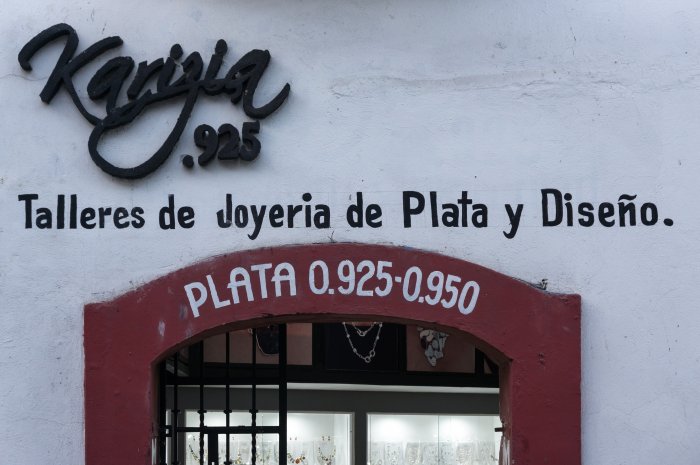 Karizia
.925
Talleres de Joyeria de Plata y Diseño.
PLATA 0.925-0.950